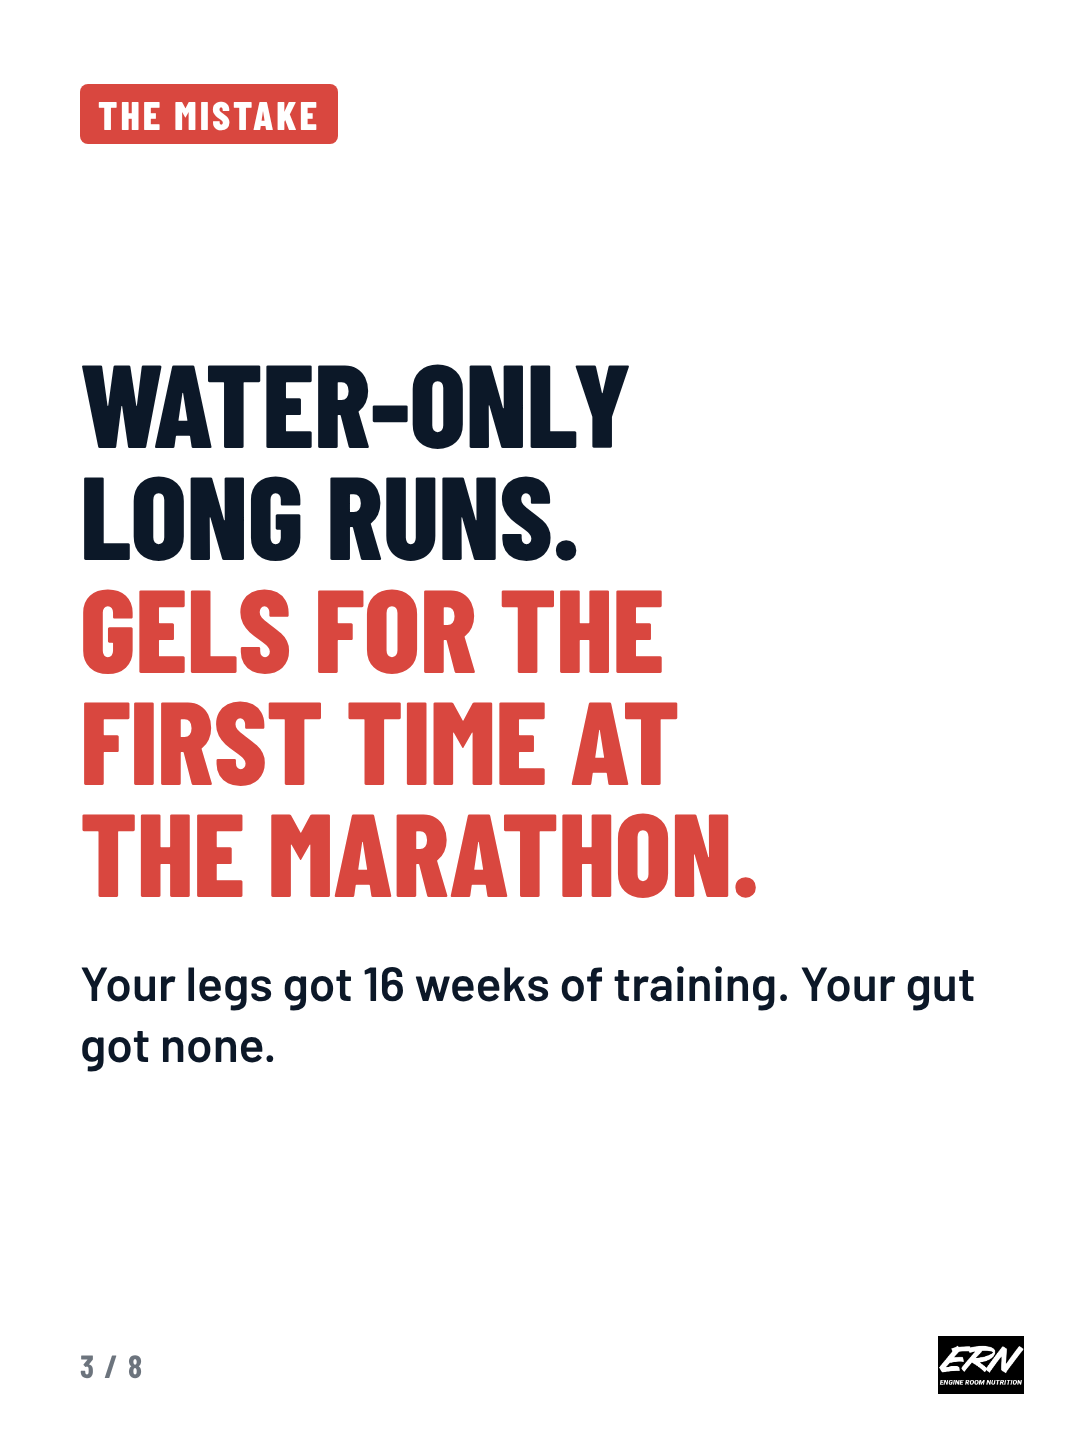 THE MISTAKE
WATER-ONLY
LONG RUNS.
GELS FOR THE
FIRST TIME AT
THE MARATHON.
Your legs got 16 weeks of training. Your gut
got none.
3 / 8
ERN
ENGINE ROOM NUTRITION